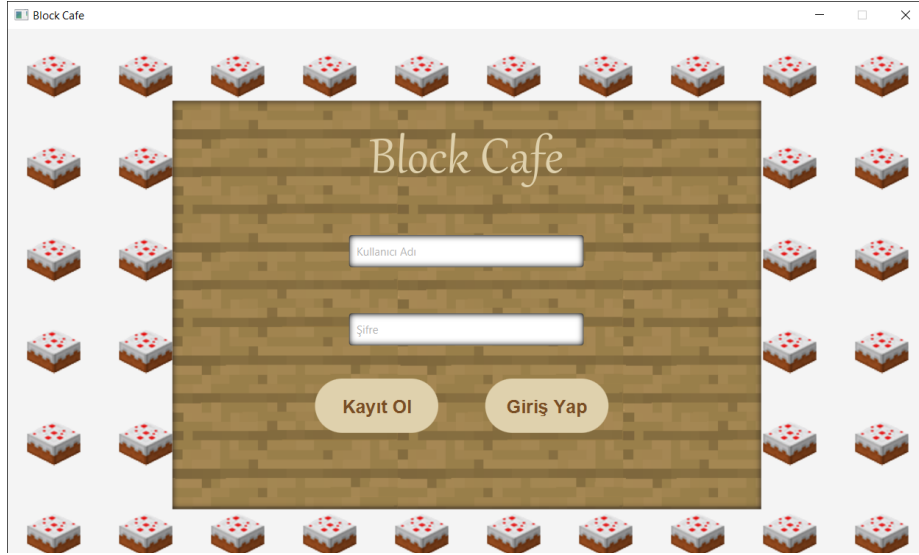 Block Cafe
Block Cafe
Kullanıcı Adı
Şifre
Kayıt Ol
Giriş Yap